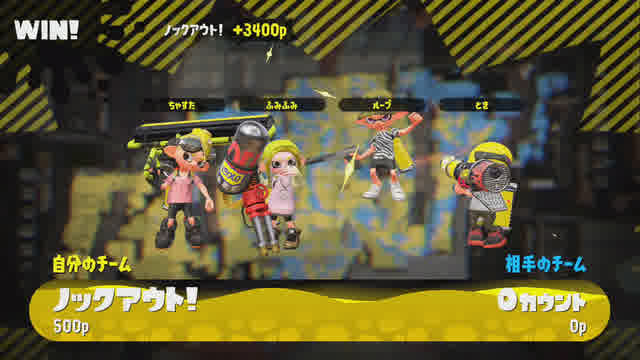 WIN!
ノックアウト! +3400p
ちゃすた ふみふみ ループ とき
自分のチーム 相手のチーム
ノックアウト! 0カウント
500p 0p